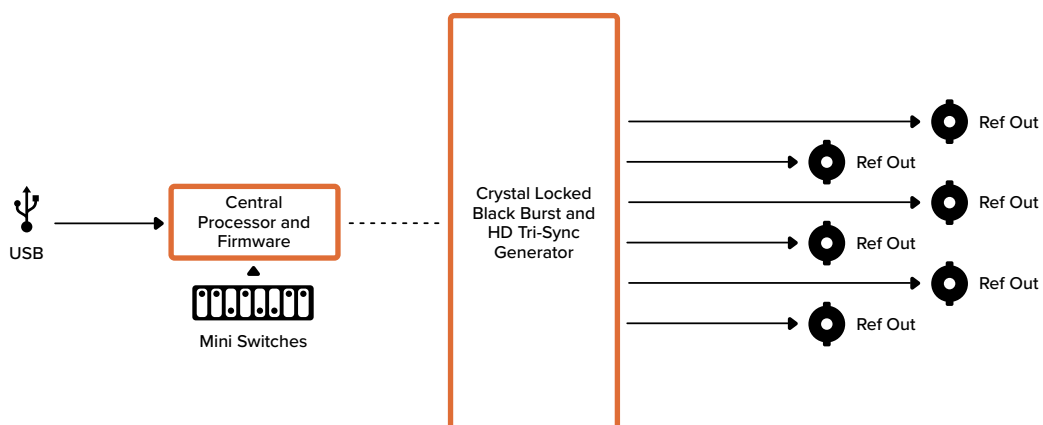 USB
Central
Processor and
Firmware
Mini Switches
Crystal Locked
Black Burst and
HD Tri-Sync
Generator
Ref Out
Ref Out
Ref Out
Ref Out
Ref Out
Ref Out